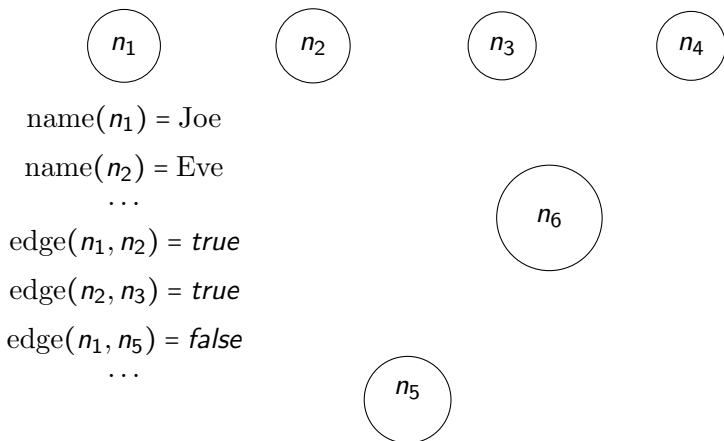 n₁ n₂ n₃ n₄
name(n₁) = Joe
name(n₂) = Eve
...
n₆
edge(n₁, n₂) = true
edge(n₂, n₃) = true
edge(n₁, n₅) = false
...
n₅